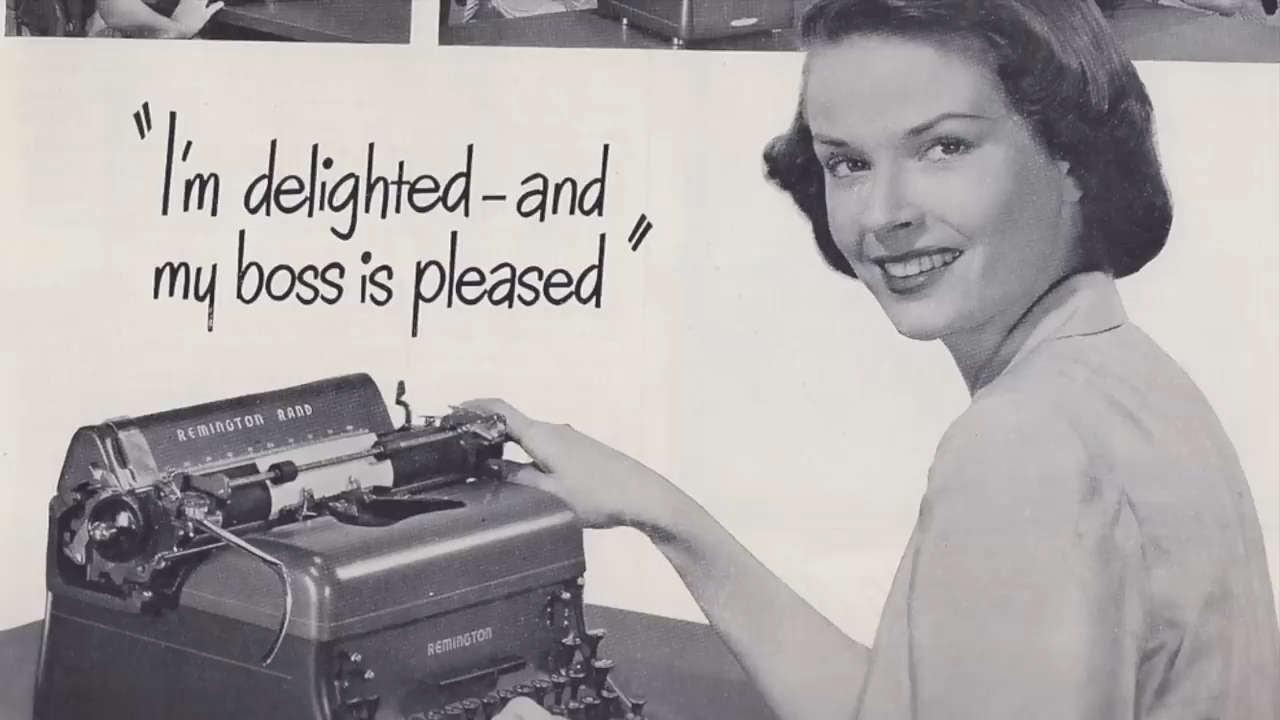 "I'm delighted – and
my boss is pleased"
REMINGTON RAND
REMINGTON